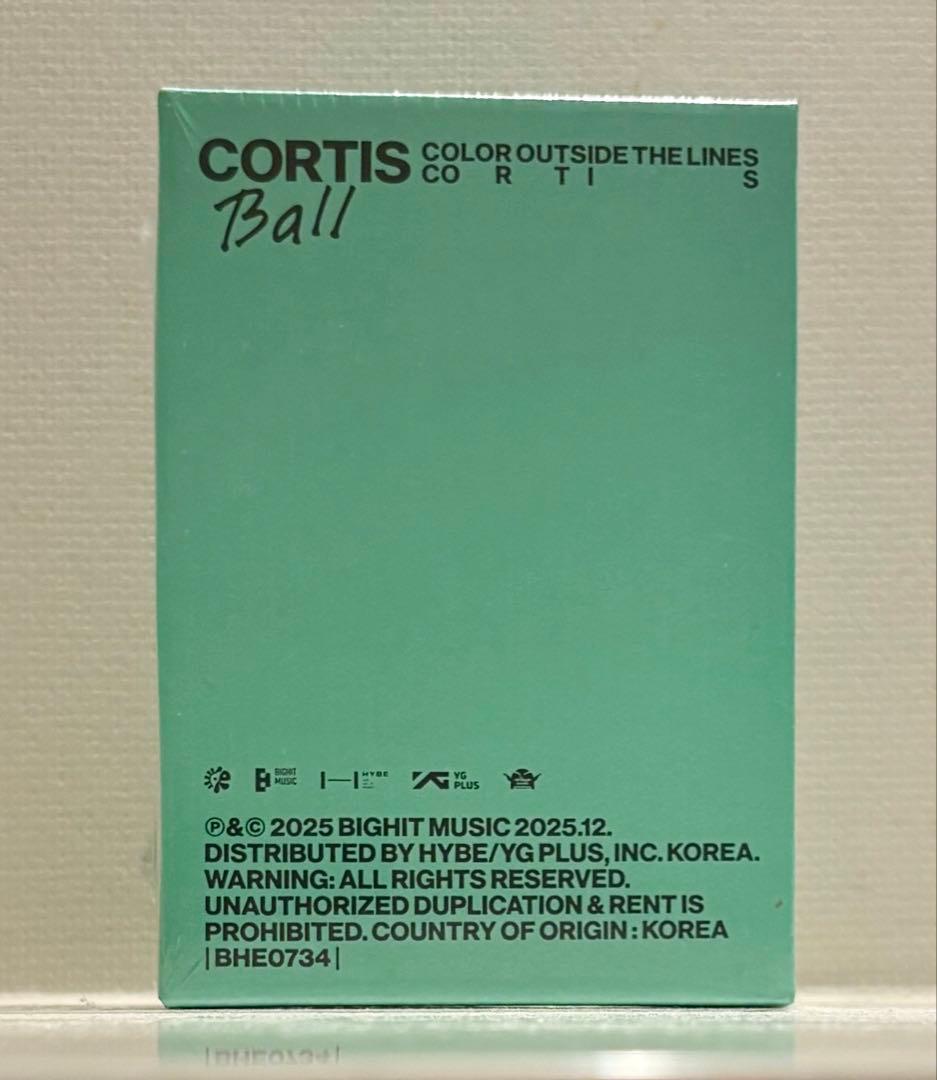 CORTIS COLOR OUTSIDE THE LINES
CO R T I S
Ball
BIGHIT MUSIC HYBE YG PLUS
Ⓟ&© 2025 BIGHIT MUSIC 2025.12.
DISTRIBUTED BY HYBE/YG PLUS, INC. KOREA.
WARNING: ALL RIGHTS RESERVED.
UNAUTHORIZED DUPLICATION & RENT IS
PROHIBITED. COUNTRY OF ORIGIN : KOREA
|BHE0734|